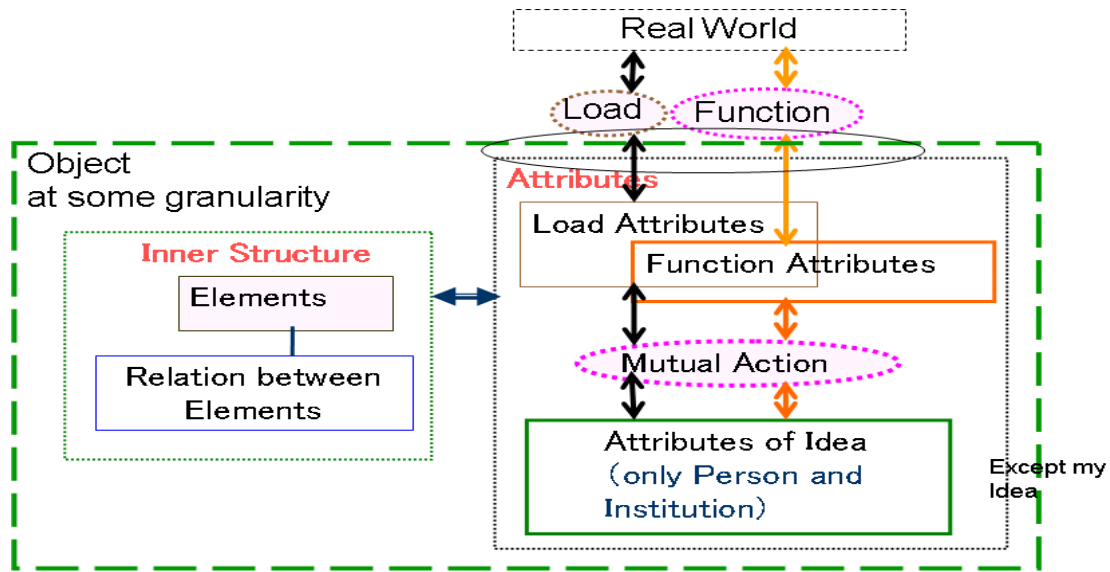 Real World
Load
Function
Object
at some granularity
Attributes
Load Attributes
Function Attributes
Inner Structure
Elements
Relation between
Elements
Mutual Action
Attributes of Idea
（only Person and
Institution）
Except my
Idea